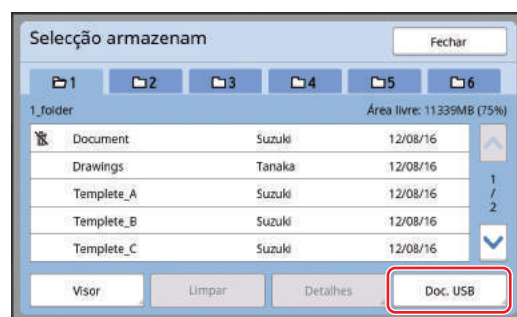 Selecção armazenam Fechar
1 2 3 4 5 6
1_folder Área livre: 11339MB (75%)
Document Suzuki 12/08/16
Drawings Tanaka 12/08/16
Templete_A Suzuki 12/08/16
Templete_B Suzuki 12/08/16
Templete_C Suzuki 12/08/16
1
/
2
Visor Limpar Detalhes Doc. USB